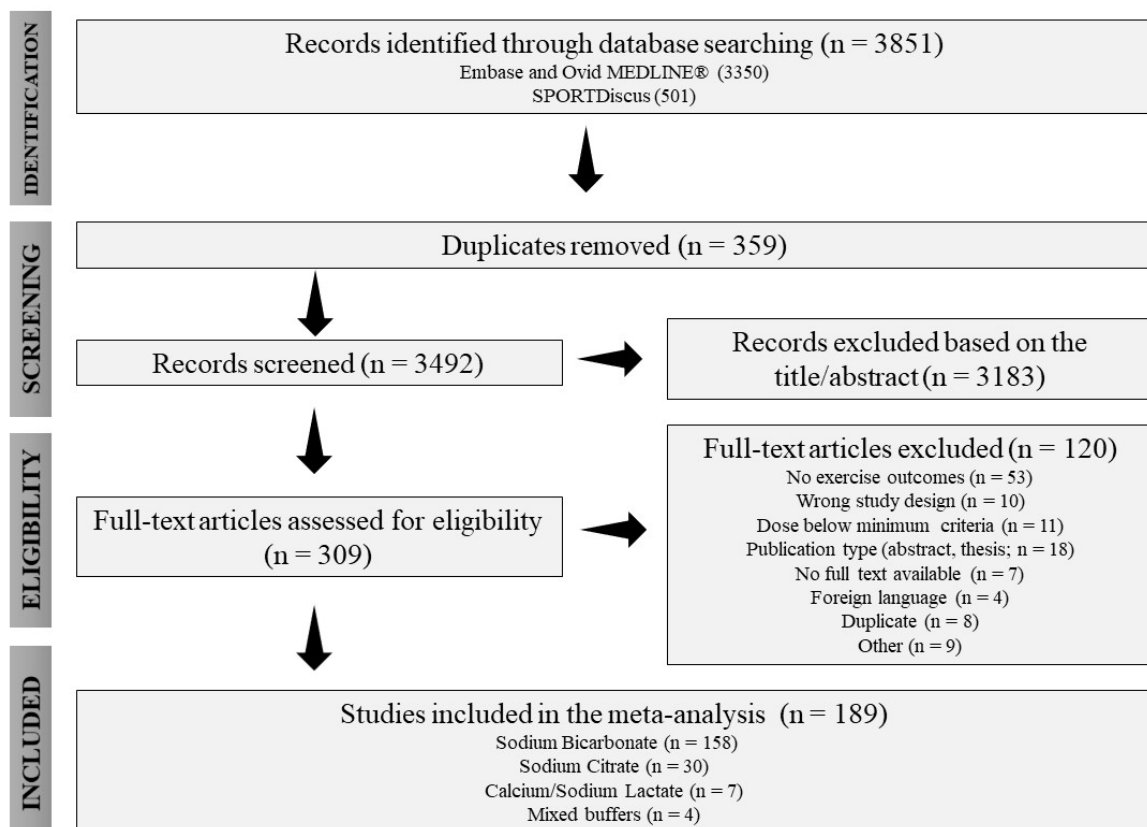 IDENTIFICATION
Records identified through database searching (n = 3851)
Embase and Ovid MEDLINE® (3350)
SPORTDiscus (501)
SCREENING
Duplicates removed (n = 359)
Records screened (n = 3492)
Records excluded based on the
title/abstract (n = 3183)
ELIGIBILITY
Full-text articles assessed for eligibility
(n = 309)
Full-text articles excluded (n = 120)
No exercise outcomes (n = 53)
Wrong study design (n = 10)
Dose below minimum criteria (n = 11)
Publication type (abstract, thesis; n = 18)
No full text available (n = 7)
Foreign language (n = 4)
Duplicate (n = 8)
Other (n = 9)
INCLUDED
Studies included in the meta-analysis (n = 189)
Sodium Bicarbonate (n = 158)
Sodium Citrate (n = 30)
Calcium/Sodium Lactate (n = 7)
Mixed buffers (n = 4)